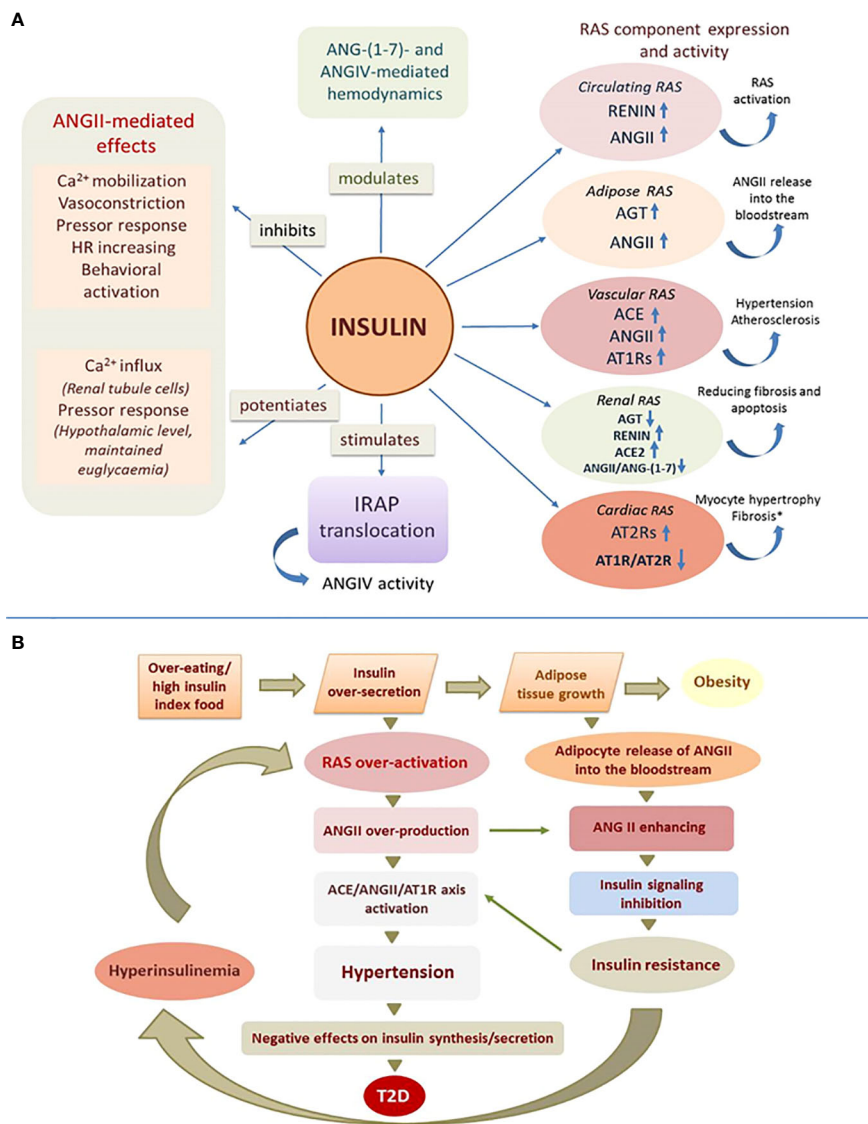 A
ANGII-mediated
effects
Ca²⁺ mobilization
Vasoconstriction
Pressor response
HR increasing
Behavioral
activation
Ca²⁺ influx
(Renal tubule cells)
Pressor response
(Hypothalamic level,
maintained
euglycaemia)
ANG-(1-7)- and
ANGIV-mediated
hemodynamics
modulates
inhibits
INSULIN
potentiates
stimulates
IRAP
translocation
ANGIV activity
RAS component expression
and activity
Circulating RAS
RENIN ↑
ANGII ↑
RAS
activation
Adipose RAS
AGT ↑
ANGII ↑
ANGII release
into the
bloodstream
Vascular RAS
ACE ↑
ANGII ↑
AT1Rs ↑
Hypertension
Atherosclerosis
Renal RAS
AGT ↓
RENIN ↑
ACE2 ↑
ANGII/ANG-(1-7) ↓
Reducing fibrosis and
apoptosis
Cardiac RAS
AT2Rs ↑
AT1R/AT2R ↓
Myocyte hypertrophy
Fibrosis*
B
Over-eating/
high insulin
index food
Insulin
over-secretion
Adipose
tissue growth
Obesity
RAS over-activation
Adipocyte release of ANGII
into the bloodstream
ANGII over-production
ANG II enhancing
ACE/ANGII/AT1R axis
activation
Insulin signaling
inhibition
Hyperinsulinemia
Hypertension
Insulin resistance
Negative effects on insulin synthesis/secretion
T2D